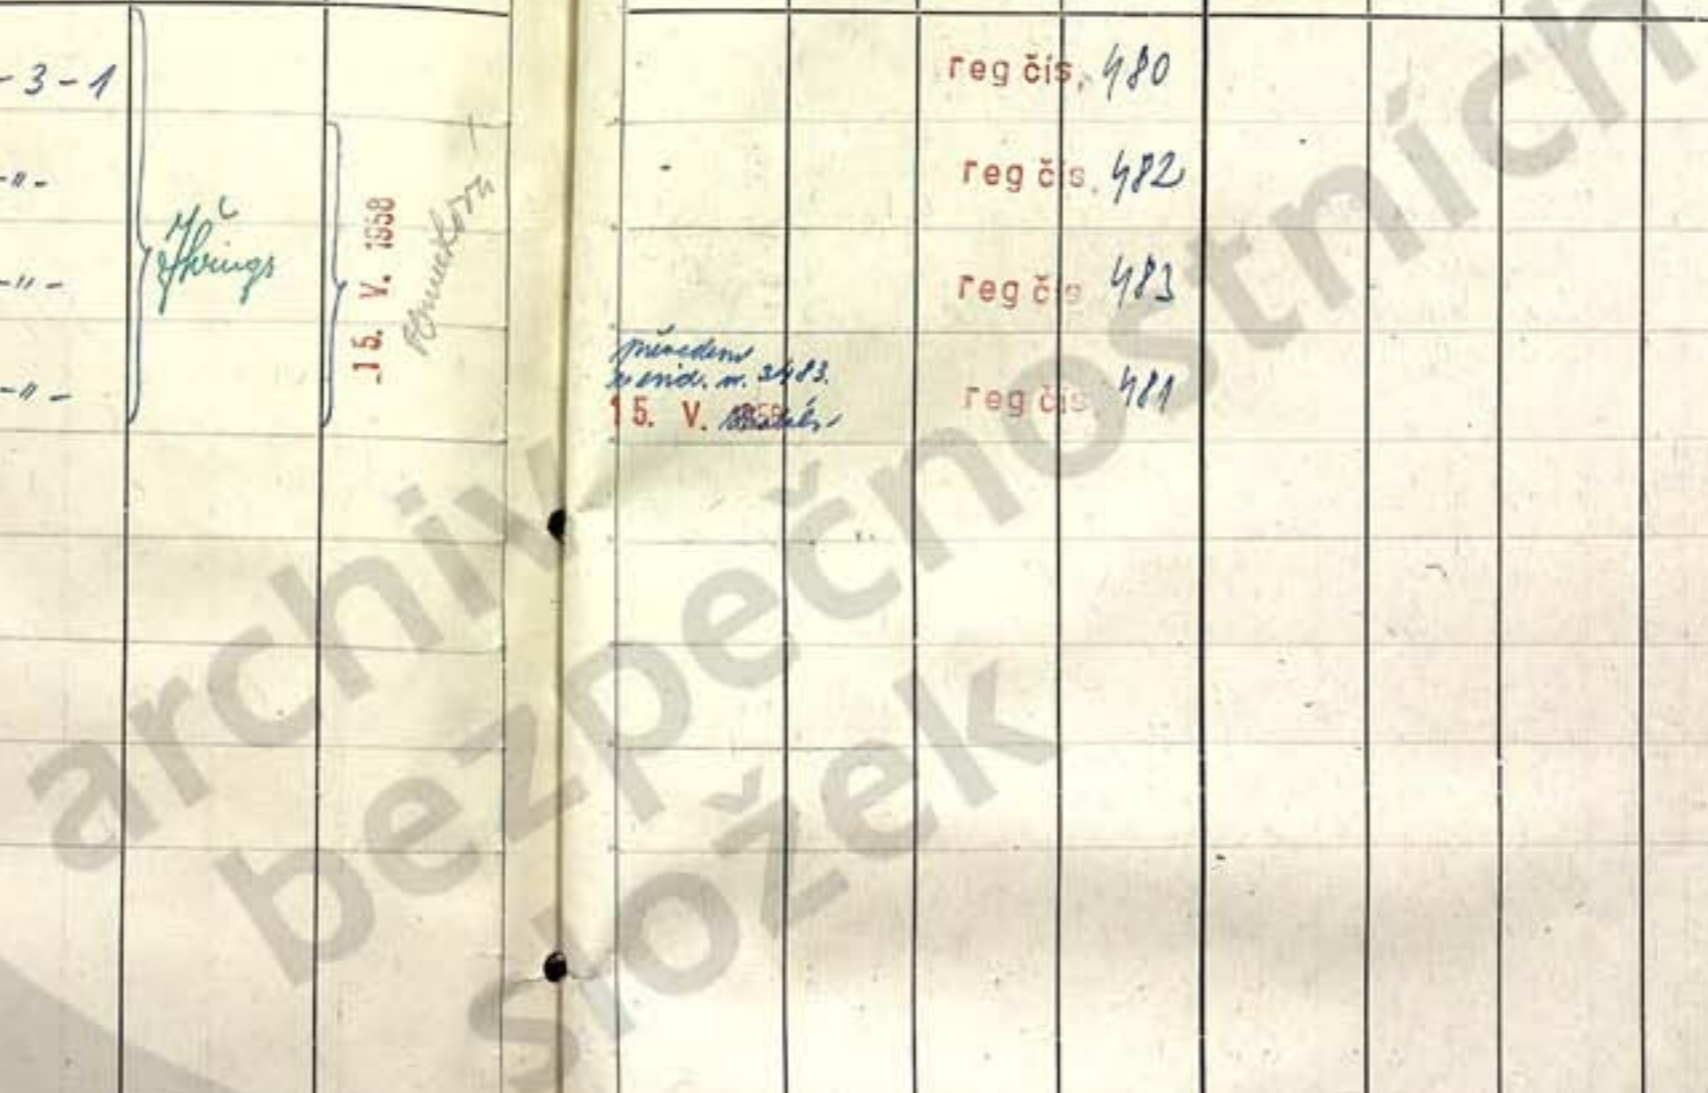 - 3 - 1
reg čís. 480
- " -
reg čís. 482
15. V. 1958
- " -
reg čís 483
převedeno
evid. 3483.
- " -
15. V.
reg čís. 481
archiv
bezpečnostních
složek